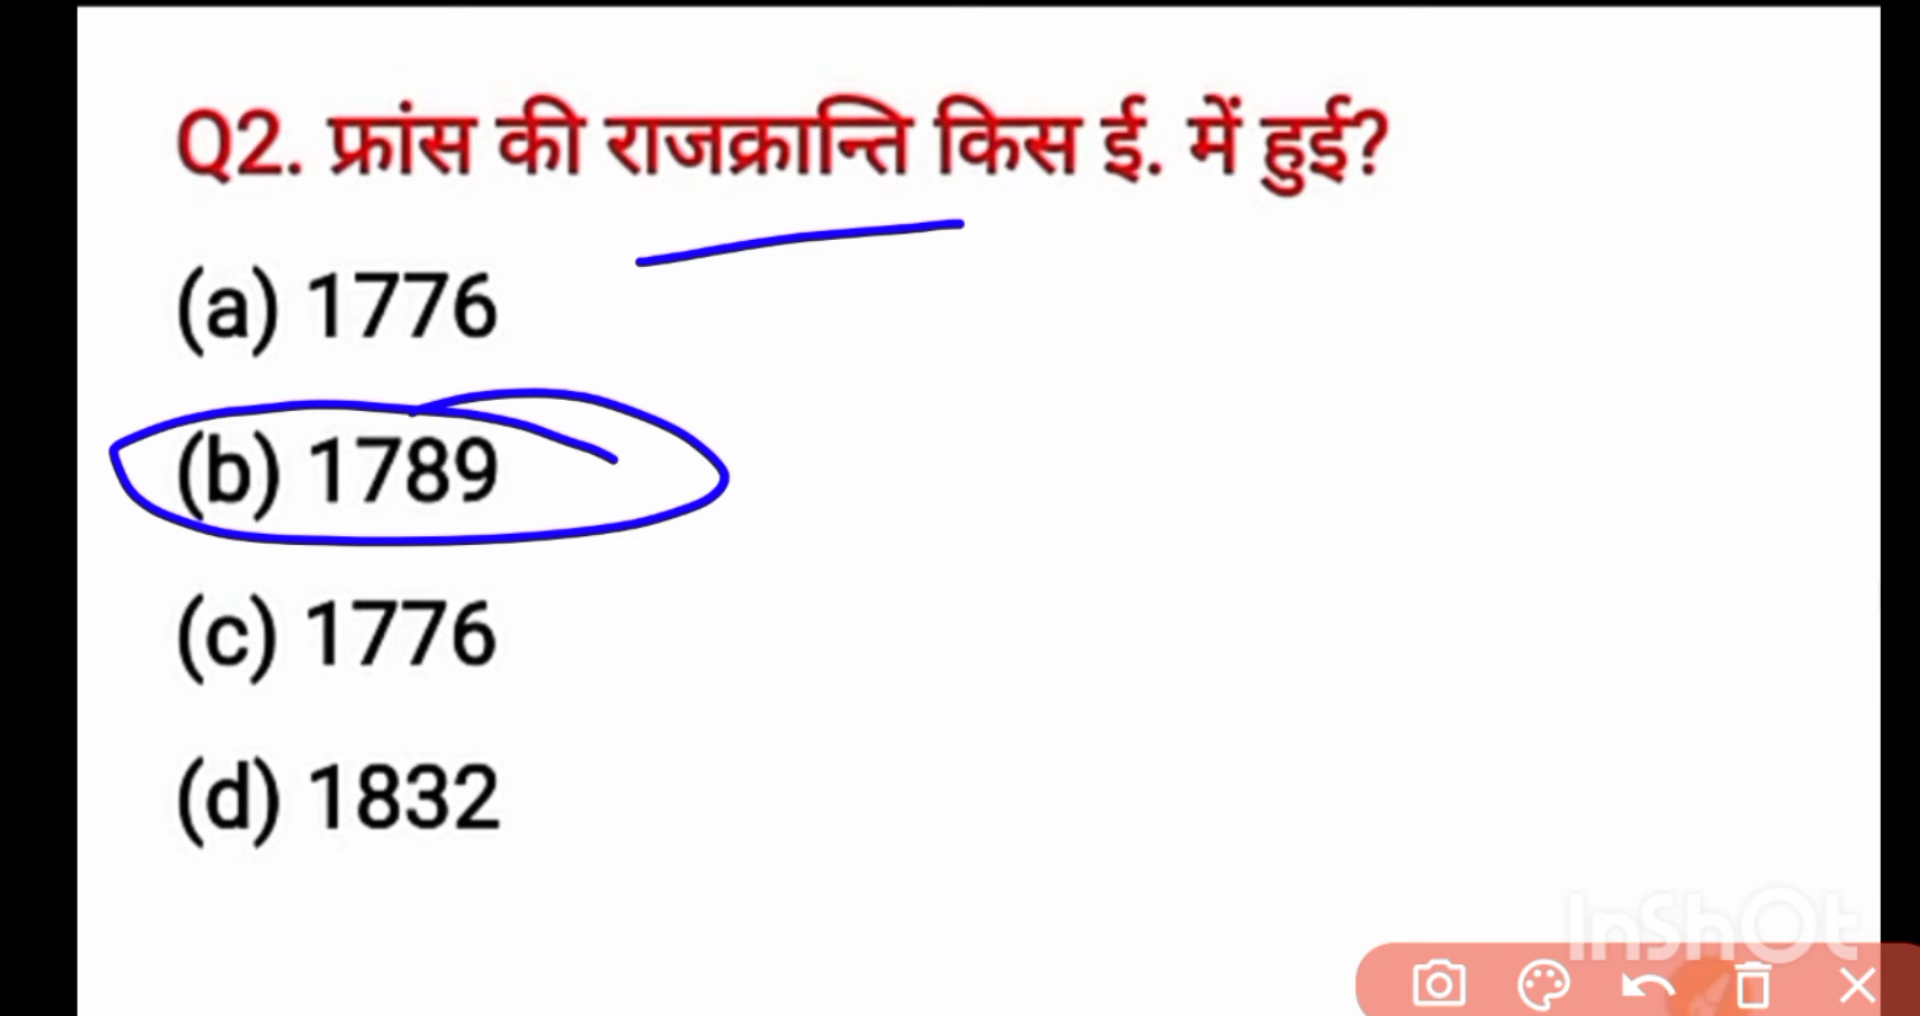 Q2. फ्रांस की राजक्रान्ति किस ई. में हुई?
(a) 1776
(b) 1789
(c) 1776
(d) 1832
InShOt